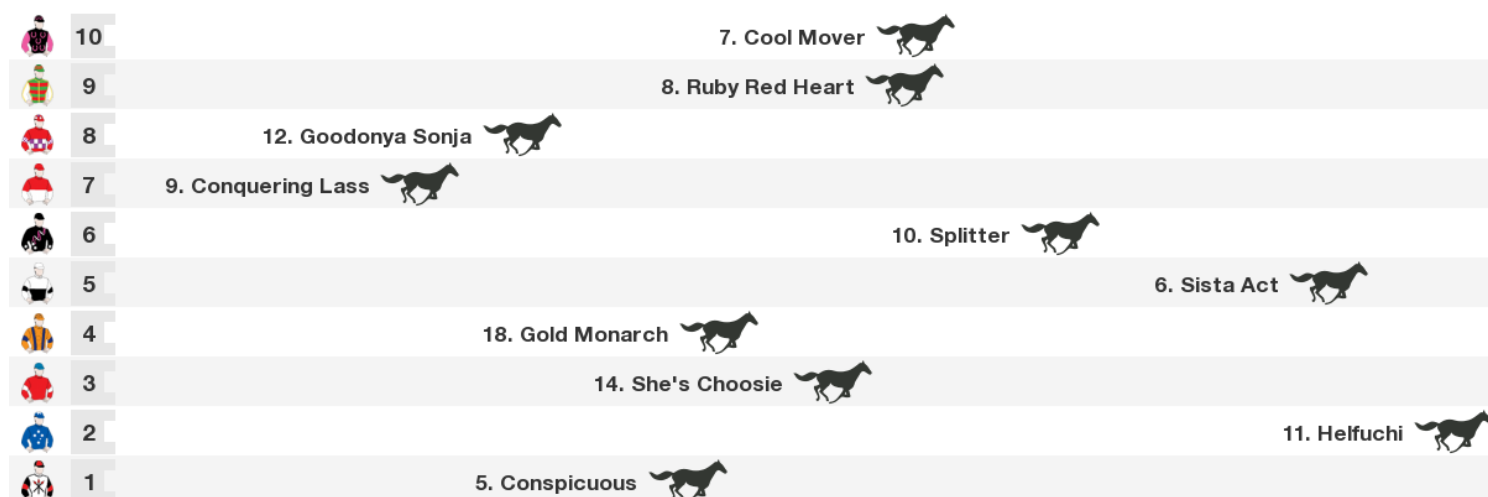 10 7. Cool Mover
9 8. Ruby Red Heart
8 12. Goodonya Sonja
7 9. Conquering Lass
6 10. Splitter
5 6. Sista Act
4 18. Gold Monarch
3 14. She's Choosie
2 11. Helfuchi
1 5. Conspicuous